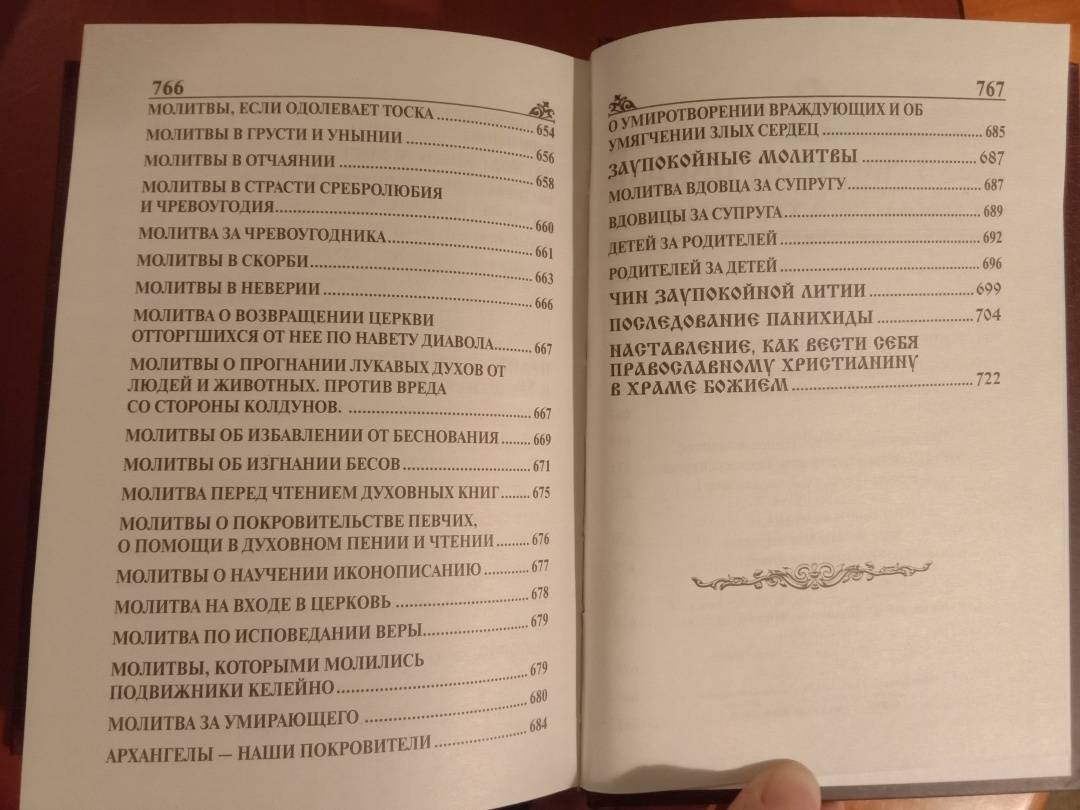 766
МОЛИТВЫ, ЕСЛИ ОДОЛЕВАЕТ ТОСКА ........ 654
МОЛИТВЫ В ГРУСТИ И УНЫНИИ ........ 656
МОЛИТВЫ В ОТЧАЯНИИ ........ 658
МОЛИТВЫ В СТРАСТИ СРЕБРОЛЮБИЯ
И ЧРЕВОУГОДИЯ ........ 660
МОЛИТВА ЗА ЧРЕВОУГОДНИКА ........ 661
МОЛИТВЫ В СКОРБИ ........ 663
МОЛИТВЫ В НЕВЕРИИ ........ 666
МОЛИТВА О ВОЗВРАЩЕНИИ ЦЕРКВИ
ОТТОРГШИХСЯ ОТ НЕЕ ПО НАВЕТУ ДИАВОЛА ........ 667
МОЛИТВЫ О ПРОГНАНИИ ЛУКАВЫХ ДУХОВ ОТ
ЛЮДЕЙ И ЖИВОТНЫХ. ПРОТИВ ВРЕДА
СО СТОРОНЫ КОЛДУНОВ. ........ 667
МОЛИТВЫ ОБ ИЗБАВЛЕНИИ ОТ БЕСНОВАНИЯ ........ 669
МОЛИТВЫ ОБ ИЗГНАНИИ БЕСОВ ........ 671
МОЛИТВА ПЕРЕД ЧТЕНИЕМ ДУХОВНЫХ КНИГ ........ 675
МОЛИТВЫ О ПОКРОВИТЕЛЬСТВЕ ПЕВЧИХ,
О ПОМОЩИ В ДУХОВНОМ ПЕНИИ И ЧТЕНИИ ........ 676
МОЛИТВЫ О НАУЧЕНИИ ИКОНОПИСАНИЮ ........ 677
МОЛИТВА НА ВХОДЕ В ЦЕРКОВЬ ........ 678
МОЛИТВА ПО ИСПОВЕДАНИИ ВЕРЫ ........ 679
МОЛИТВЫ, КОТОРЫМИ МОЛИЛИСЬ
ПОДВИЖНИКИ КЕЛЕЙНО ........ 679
МОЛИТВА ЗА УМИРАЮЩЕГО ........ 680
АРХАНГЕЛЫ — НАШИ ПОКРОВИТЕЛИ ........ 684
767
О УМИРОТВОРЕНИИ ВРАЖДУЮЩИХ И ОБ
УМЯГЧЕНИИ ЗЛЫХ СЕРДЕЦ ........ 685
ЗАУПОКОЙНЫЕ МОЛИТВЫ ........ 687
МОЛИТВА ВДОВЦА ЗА СУПРУГУ ........ 687
ВДОВИЦЫ ЗА СУПРУГА ........ 689
ДЕТЕЙ ЗА РОДИТЕЛЕЙ ........ 692
РОДИТЕЛЕЙ ЗА ДЕТЕЙ ........ 696
ЧИН ЗАУПОКОЙНОЙ ЛИТИИ ........ 699
ПОСЛЕДОВАНИЕ ПАНИХИДЫ ........ 704
НАСТАВЛЕНИЕ, КАК ВЕСТИ СЕБЯ
ПРАВОСЛАВНОМУ ХРИСТИАНИНУ
В ХРАМЕ БОЖИЕМ ........ 722